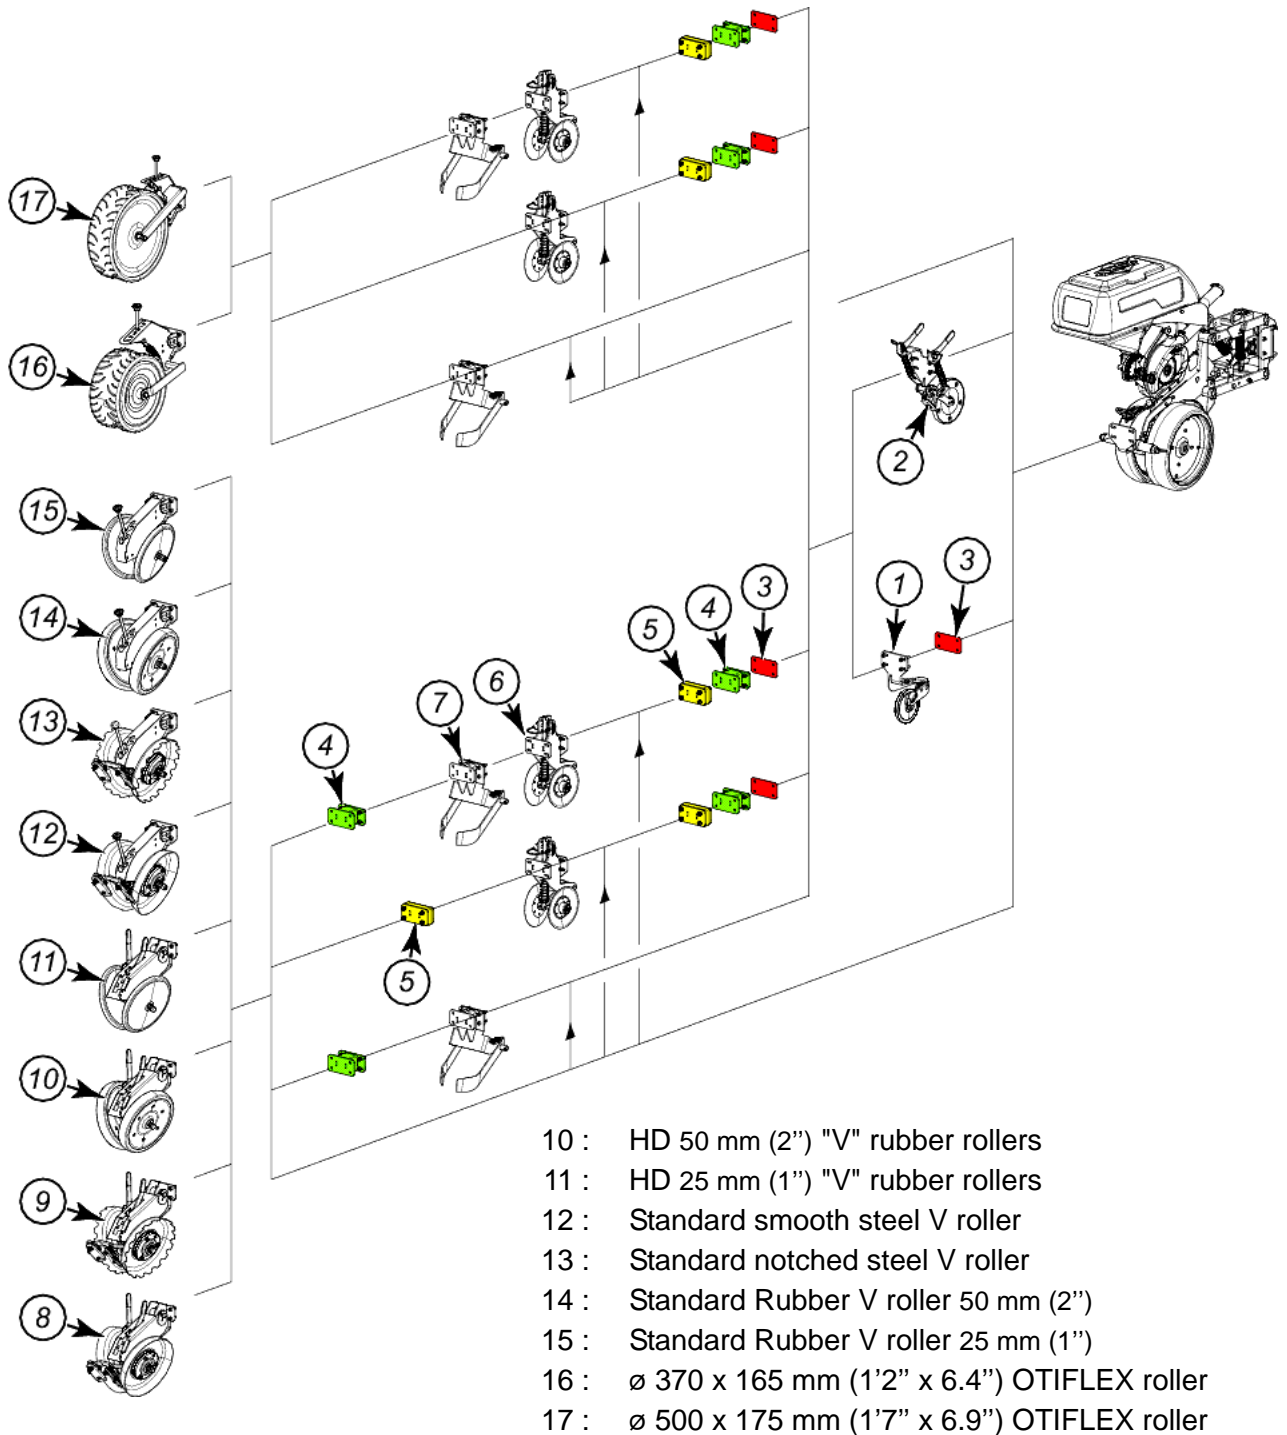 17
16
2
15
3
1
3
14
4
5
6
13
7
4
12
11
5
10
9
8
10 : HD 50 mm (2’’) "V" rubber rollers
11 : HD 25 mm (1’’) "V" rubber rollers
12 : Standard smooth steel V roller
13 : Standard notched steel V roller
14 : Standard Rubber V roller 50 mm (2’’)
15 : Standard Rubber V roller 25 mm (1’’)
16 : ø 370 x 165 mm (1’2’’ x 6.4’’) OTIFLEX roller
17 : ø 500 x 175 mm (1’7’’ x 6.9’’) OTIFLEX roller